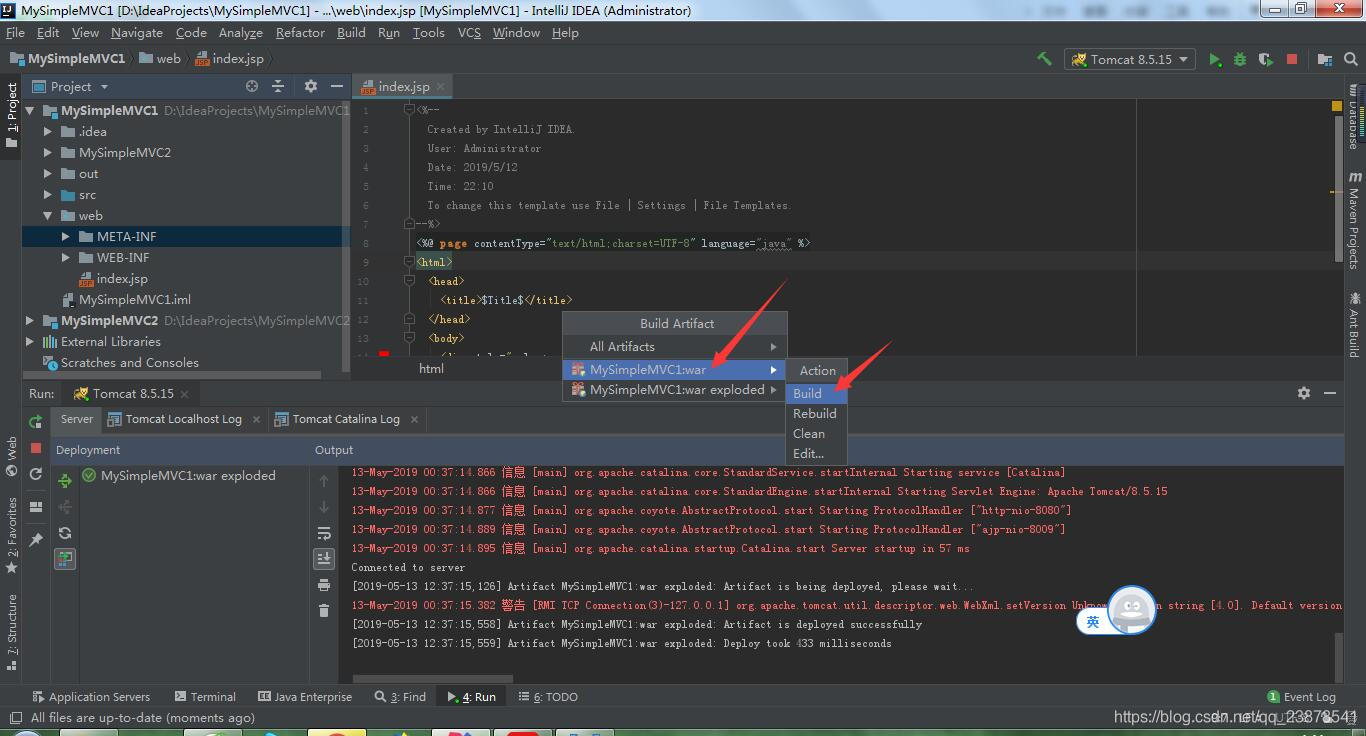 MySimpleMVC1 [D:\IdeaProjects\MySimpleMVC1] - ...\web\index.jsp [MySimpleMVC1] - IntelliJ IDEA (Administrator)
File Edit View Navigate Code Analyze Refactor Build Run Tools VCS Window Help
MySimpleMVC1 web index.jsp
Tomcat 8.5.15
1: Project
Project
index.jsp
MySimpleMVC1 D:\IdeaProjects\MySimpleMVC1
.idea
MySimpleMVC2
out
src
web
META-INF
WEB-INF
index.jsp
MySimpleMVC1.iml
MySimpleMVC2 D:\IdeaProjects\MySimpleMVC2
External Libraries
Scratches and Consoles
1 <%--
2 Created by IntelliJ IDEA.
3 User: Administrator
4 Date: 2019/5/12
5 Time: 22:10
6 To change this template use File | Settings | File Templates.
7 --%>
8 <%@ page contentType="text/html;charset=UTF-8" language="java" %>
9 <html>
10 <head>
11 <title>$Title$</title>
12 </head>
13 <body>
html
Database
Maven Projects
Ant Build
Build Artifact
All Artifacts
MySimpleMVC1:war
MySimpleMVC1:war exploded
Action
Build
Rebuild
Clean
Edit...
Run: Tomcat 8.5.15
Server Tomcat Localhost Log Tomcat Catalina Log
Deployment Output
MySimpleMVC1:war exploded
Web
2: Favorites
7: Structure
13-May-2019 00:37:14.866 信息 [main] org.apache.catalina.core.StandardService.startInternal Starting service [Catalina]
13-May-2019 00:37:14.866 信息 [main] org.apache.catalina.core.StandardEngine.startInternal Starting Servlet Engine: Apache Tomcat/8.5.15
13-May-2019 00:37:14.877 信息 [main] org.apache.coyote.AbstractProtocol.start Starting ProtocolHandler ["http-nio-8080"]
13-May-2019 00:37:14.889 信息 [main] org.apache.coyote.AbstractProtocol.start Starting ProtocolHandler ["ajp-nio-8009"]
13-May-2019 00:37:14.895 信息 [main] org.apache.catalina.startup.Catalina.start Server startup in 57 ms
Connected to server
[2019-05-13 12:37:15,126] Artifact MySimpleMVC1:war exploded: Artifact is being deployed, please wait...
13-May-2019 00:37:15.382 警告 [RMI TCP Connection(3)-127.0.0.1] org.apache.tomcat.util.descriptor.web.WebXml.setVersion string [4.0]. Default version
[2019-05-13 12:37:15,558] Artifact MySimpleMVC1:war exploded: Artifact is deployed successfully
[2019-05-13 12:37:15,559] Artifact MySimpleMVC1:war exploded: Deploy took 433 milliseconds
英
Application Servers Terminal Java Enterprise 3: Find 4: Run 6: TODO 1 Event Log
All files are up-to-date (moments ago)
https://blog.csdn.net/qq_23878541